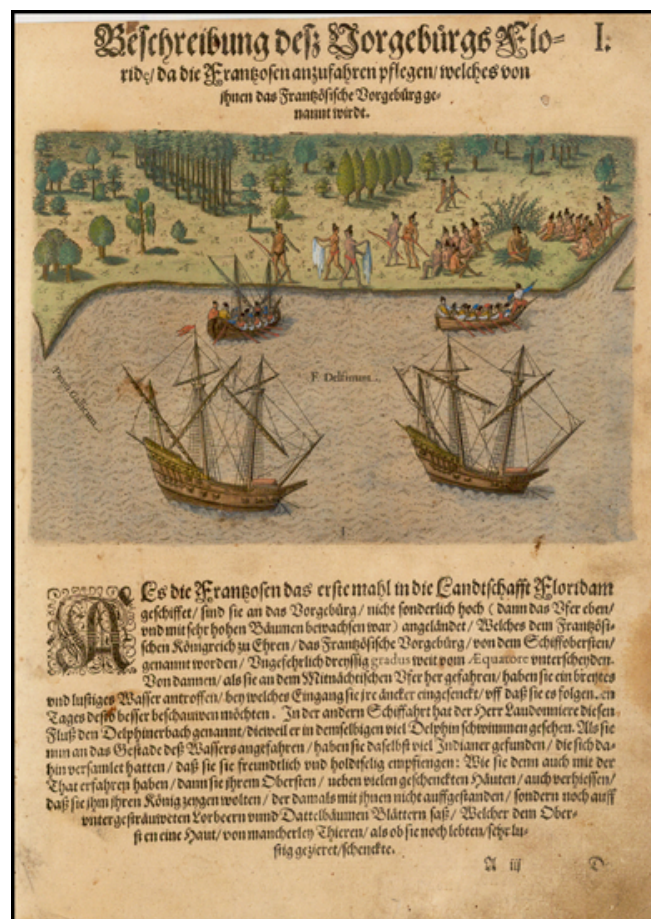 Beschreibung desz Vorgebürgs Flo= I.
ridę/ da die Frantzosen anzufahren pflegen/ welches von
jhnen das Frantzösische Vorgebürg ge-
nannt wirdt.
F. Delfinum.
Prom. Gallicum.
1
ALs die Frantzosen das erste mahl in die Landtschafft Floridam
geschiffet/ sind sie an das Vorgebürg/ nicht sonderlich hoch (dann das Vfer eben/
vnd mit sehr hohen Bäumen bewachsen war) angeländet/ Welches dem Frantzösi-
schen Königreich zu Ehren/ das Frantzösische Vorgebürg/ von dem Schiffobersten/
genannt worden/ Vngefehrlich dreyssig gradus weit vom Æquatore vnterscheyden.
Von dannen/ als sie an dem Mitnächtischen Vfer her gefahren/ haben sie ein breytes
vnd lustiges Wasser antroffen/ bey welches Eingang sie jre äncker eingesenckt/ vff daß sie es folgen.en
Tages desto besser beschauwen möchten. In der andern Schiffahrt hat der Herr Laudonniere diesen
Fluß den Delphinerbach genannt/ dieweil er in demselbigen viel Delphin schwimmen gesehen. Als sie
nun an das Gestade deß Wassers angefahren/ haben sie daselbst viel Indianer gefunden/ die sich da-
hin versamlet hatten/ daß sie sie freundtlich vnd holdtselig empfiengen: Wie sie denn auch mit der
That erfahren haben/ dann sie jhrem Obersten/ neben vielen geschenckten Häuten/ auch verhiessen/
daß sie jhm jhren König zeygen wolten/ der damals mit jhnen nicht auffgestanden/ sondern noch auff
vntergesträuweten Lorbeern vnnd Dattelbäumen Blättern saß/ Welcher dem Ober-
sten eine Haut/ von mancherley Thieren/ als ob sie noch lebten/ sehr lu-
stig gezieret/ schenckte.
A iij D